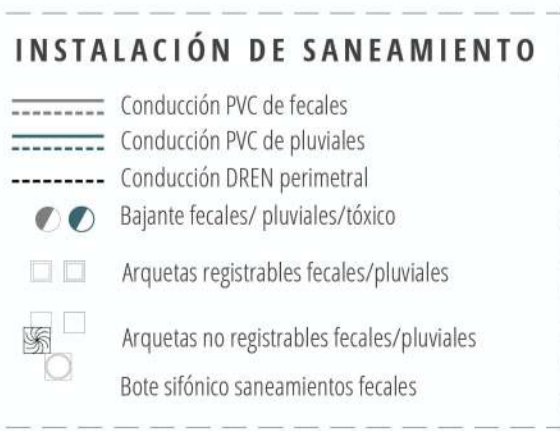 INSTALACIÓN DE SANEAMIENTO
Conducción PVC de fecales
Conducción PVC de pluviales
Conducción DREN perimetral
Bajante fecales/ pluviales/tóxico
Arquetas registrables fecales/pluviales
Arquetas no registrables fecales/pluviales
Bote sifónico saneamientos fecales